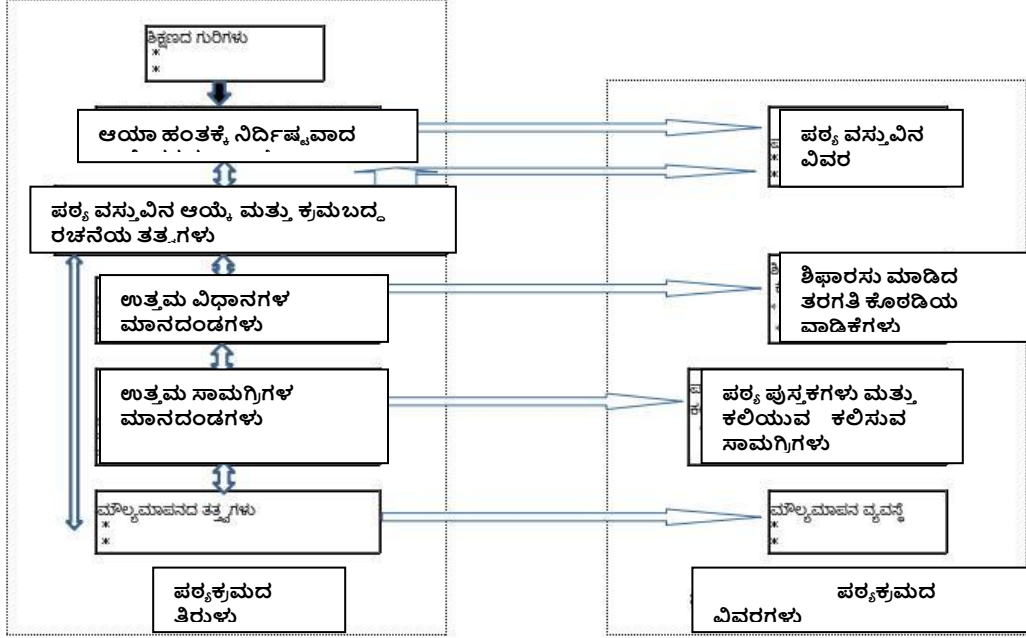 ಶಿಕ್ಷಣದ ಗುರಿಗಳು
*
*
ಆಯಾ ಹಂತಕ್ಕೆ ನಿರ್ದಿಷ್ಟವಾದ
ಪಠ್ಯ ವಸ್ತುವಿನ ಆಯ್ಕೆ ಮತ್ತು ಕ್ರಮಬದ್ಧ
ರಚನೆಯ ತತ್ವಗಳು
ಉತ್ತಮ ವಿಧಾನಗಳ
ಮಾನದಂಡಗಳು
ಉತ್ತಮ ಸಾಮಗ್ರಿಗಳ
ಮಾನದಂಡಗಳು
ಮೌಲ್ಯಮಾಪನದ ತತ್ತ್ವಗಳು
*
*
ಪಠ್ಯಕ್ರಮದ
ತಿರುಳು
ಪಠ್ಯ ವಸ್ತುವಿನ
ವಿವರ
*
*
ಶಿಫಾರಸು ಮಾಡಿದ
ತರಗತಿ ಕೊಠಡಿಯ
ವಾಡಿಕೆಗಳು
ಪಠ್ಯ ಪುಸ್ತಕಗಳು ಮತ್ತು
ಕಲಿಯುವ ಕಲಿಸುವ
ಸಾಮಗ್ರಿಗಳು
ಮೌಲ್ಯಮಾಪನ ವ್ಯವಸ್ಥೆ
*
*
ಪಠ್ಯಕ್ರಮದ
ವಿವರಗಳು